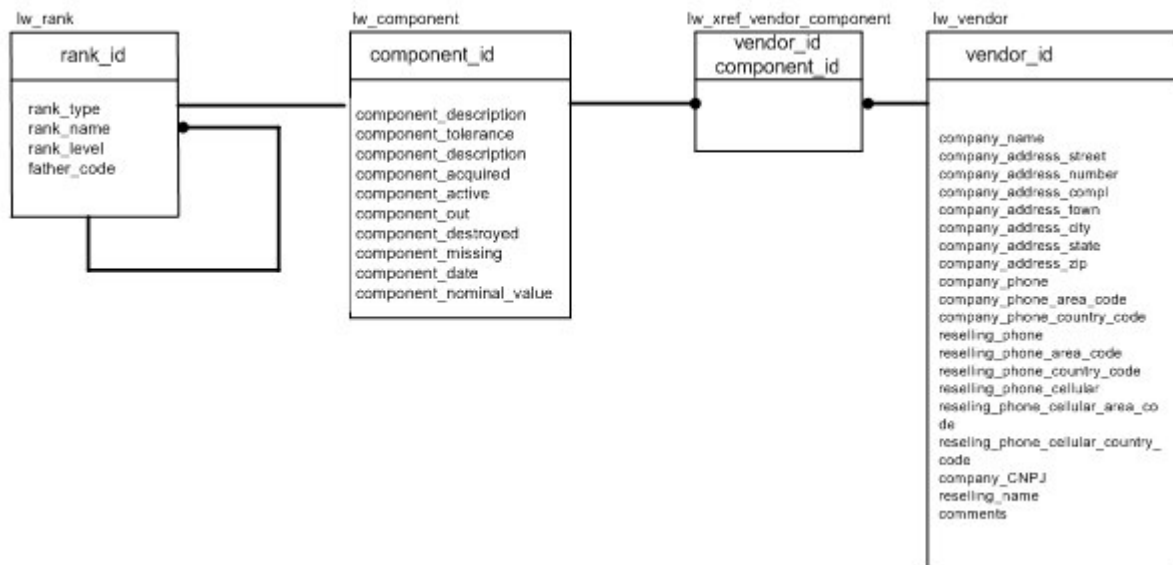 lw_rank
rank_id
rank_type
rank_name
rank_level
father_code
lw_component
component_id
component_description
component_tolerance
component_description
component_acquired
component_active
component_out
component_destroyed
component_missing
component_date
component_nominal_value
lw_xref_vendor_component
vendor_id
component_id
lw_vendor
vendor_id
company_name
company_address_street
company_address_number
company_address_compl
company_address_town
company_address_city
company_address_state
company_address_zip
company_phone
company_phone_area_code
company_phone_country_code
reselling_phone
reselling_phone_area_code
reselling_phone_country_code
reselling_phone_cellular
reseling_phone_cellular_area_co
de
reseling_phone_cellular_country_
code
company_CNPJ
reselling_name
comments